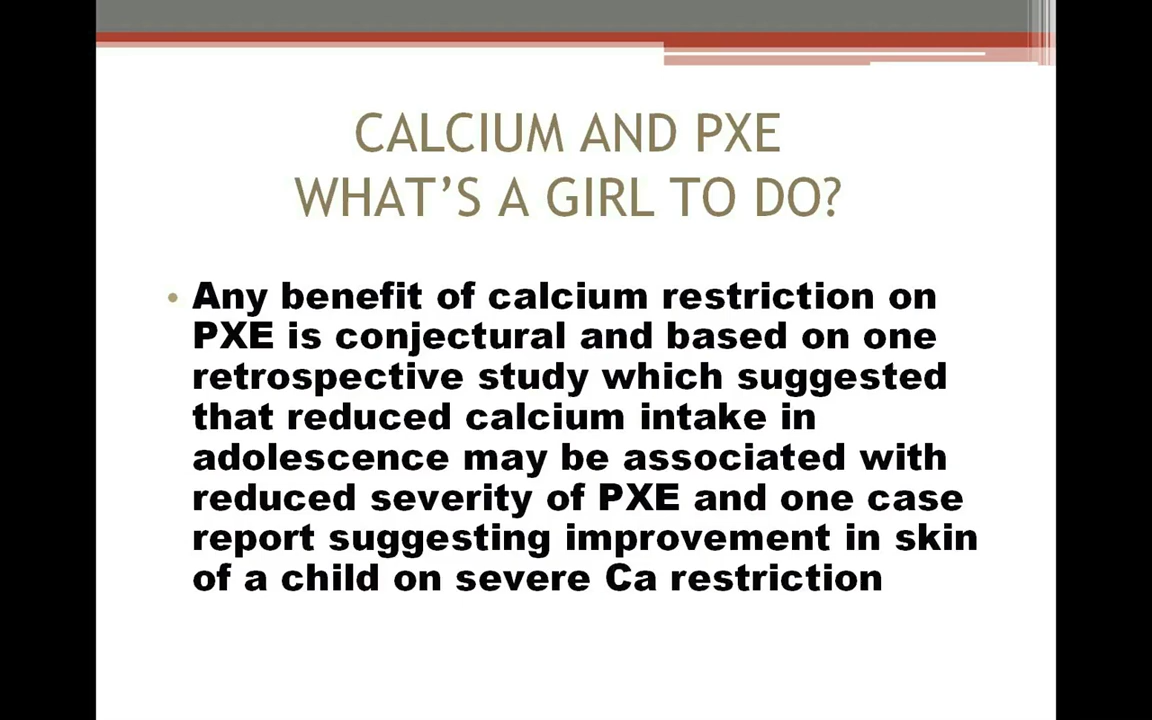 CALCIUM AND PXE
WHAT’S A GIRL TO DO?
• Any benefit of calcium restriction on
PXE is conjectural and based on one
retrospective study which suggested
that reduced calcium intake in
adolescence may be associated with
reduced severity of PXE and one case
report suggesting improvement in skin
of a child on severe Ca restriction